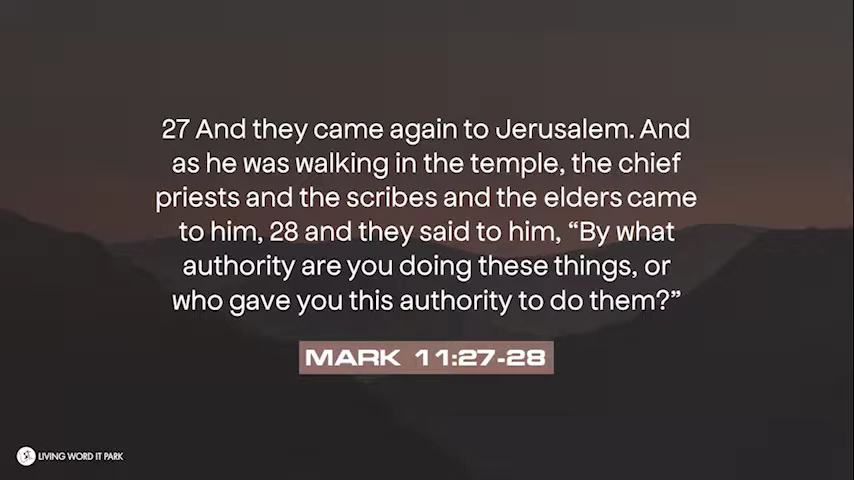 27 And they came again to Jerusalem. And
as he was walking in the temple, the chief
priests and the scribes and the elders came
to him, 28 and they said to him, “By what
authority are you doing these things, or
who gave you this authority to do them?”
MARK 11:27-28
LIVING WORD IT PARK